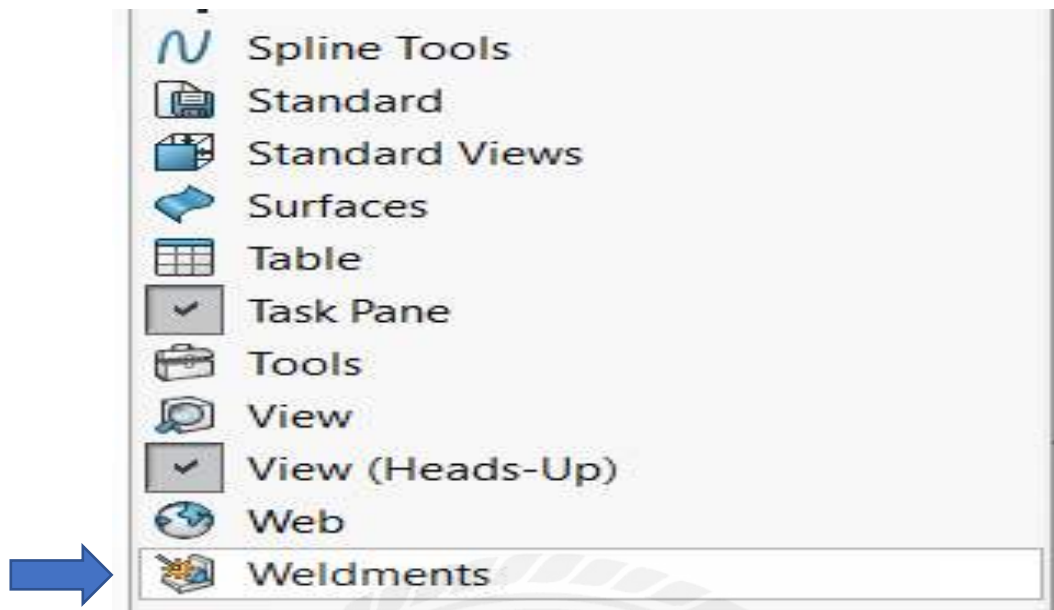 Spline Tools
Standard
Standard Views
Surfaces
Table
Task Pane
Tools
View
View (Heads-Up)
Web
Weldments